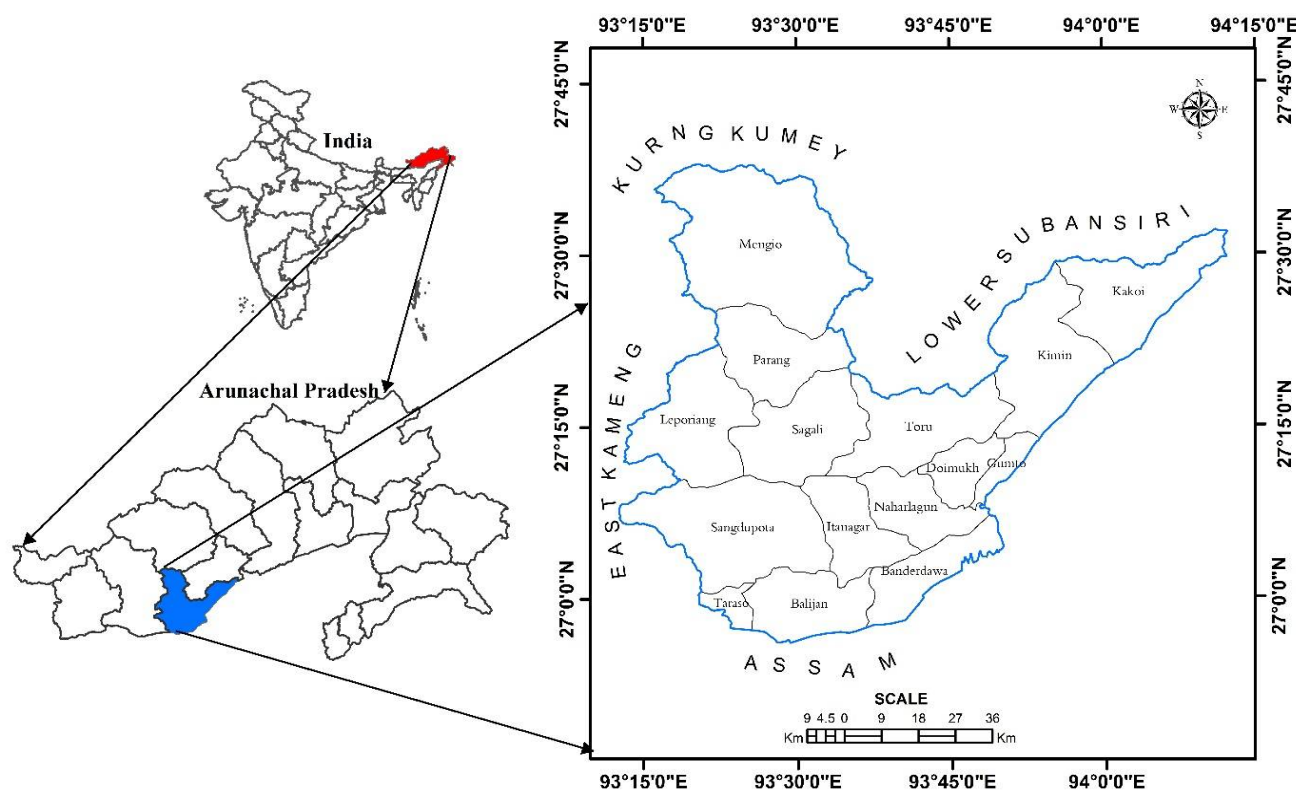 India
Arunachal Pradesh
93°15'0"E 93°30'0"E 93°45'0"E 94°0'0"E 94°15'0"E
27°45'0"N
27°30'0"N
27°15'0"N
27°0'0"N
27°45'0"N
27°30'0"N
27°15'0"N
27°0'0"N
N
W E
S
KURNGKUMEY
LOWER SUBANSIRI
EAST KAMENG
ASSAM
Mengio
Kakoi
Kimin
Parang
Leporiang
Sagali
Toru
Doimukh
Gumto
Naharlagun
Sangdupota
Itanagar
Banderdawa
Taraso
Balijan
SCALE
9 4.5 0 9 18 27 36
Km Km
93°15'0"E 93°30'0"E 93°45'0"E 94°0'0"E